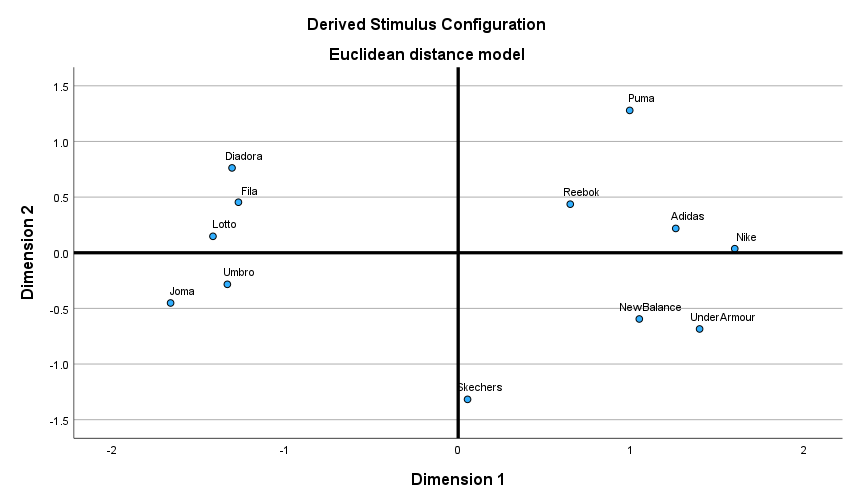 Derived Stimulus Configuration
Euclidean distance model
1.5
1.0
0.5
0.0
-0.5
-1.0
-1.5
Dimension 2
Puma
Diadora
Fila
Reebok
Lotto
Adidas
Nike
Umbro
Joma
NewBalance
UnderArmour
Skechers
-2
-1
0
1
2
Dimension 1